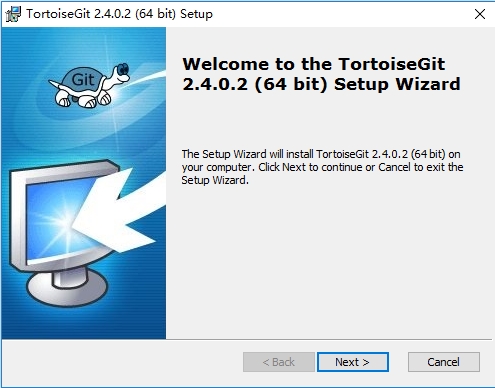 TortoiseGit 2.4.0.2 (64 bit) Setup
Git
Welcome to the TortoiseGit
2.4.0.2 (64 bit) Setup Wizard
The Setup Wizard will install TortoiseGit 2.4.0.2 (64 bit) on
your computer. Click Next to continue or Cancel to exit the
Setup Wizard.
< Back
Next >
Cancel